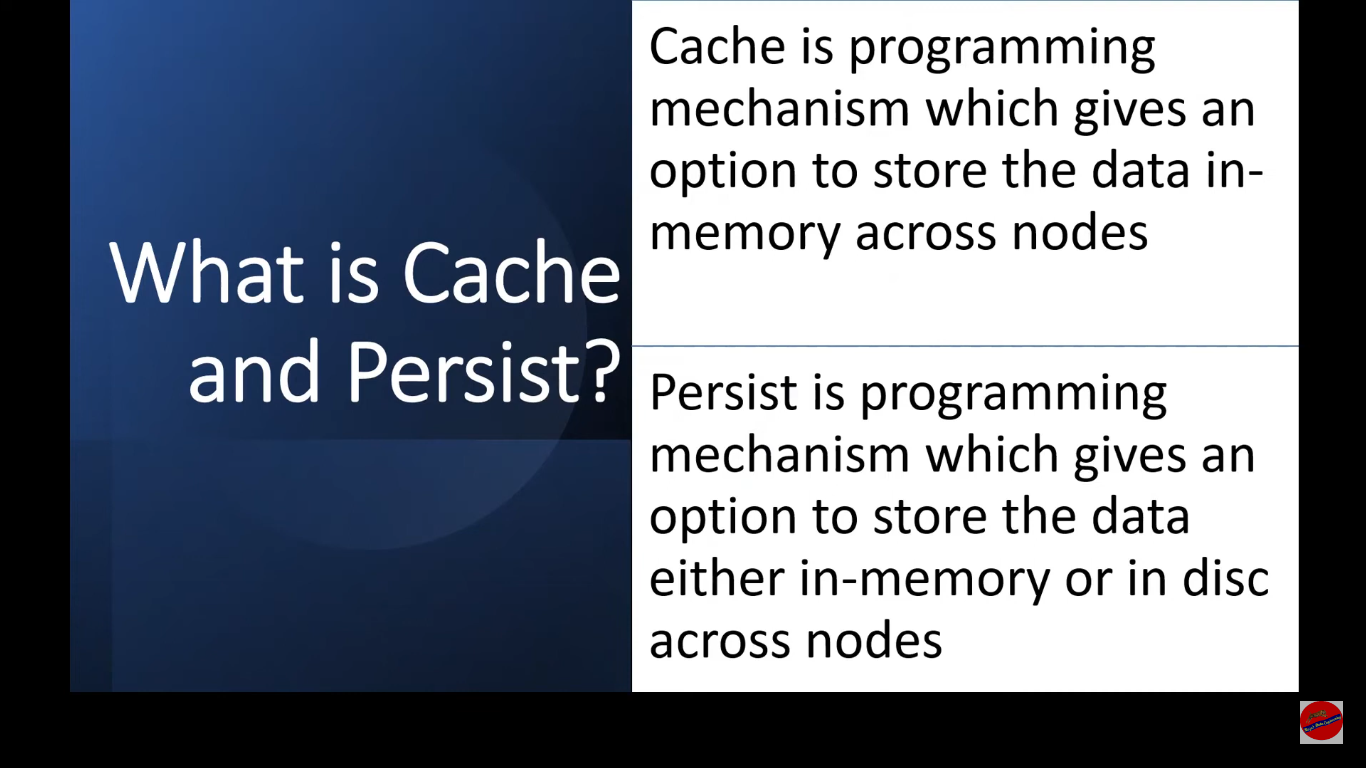 What is Cache
and Persist?
Cache is programming
mechanism which gives an
option to store the data in-
memory across nodes
Persist is programming
mechanism which gives an
option to store the data
either in-memory or in disc
across nodes